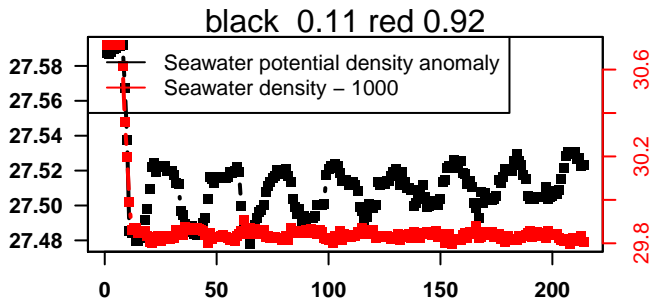 black  0.11 red 0.92
Seawater potential density anomaly
Seawater density − 1000
27.58
27.56
27.54
27.52
27.50
27.48
30.6
30.2
29.8
0 50 100 150 200